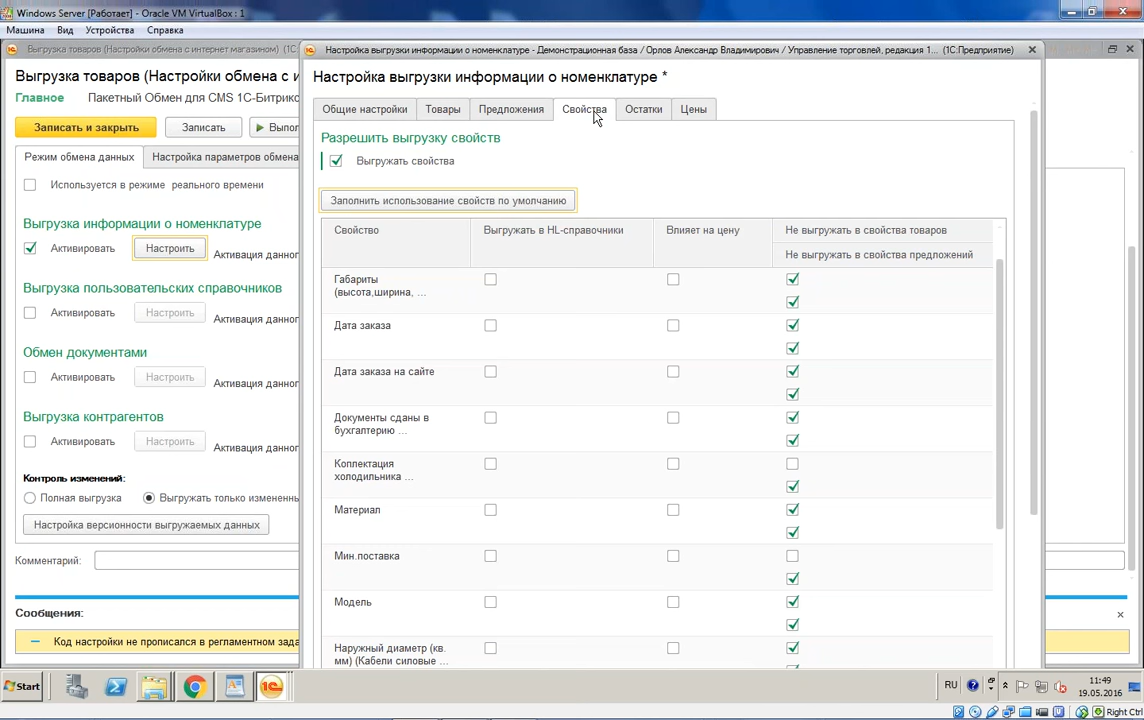 Windows Server [Работает] - Oracle VM VirtualBox : 1
Машина Вид Устройства Справка
Выгрузка товаров (Настройки обмена с интернет магазином) (1С
Настройка выгрузки информации о номенклатуре - Демонстрационная база / Орлов Александр Владимирович / Управление торговлей, редакция 1... (1С:Предприятие)
Выгрузка товаров (Настройки обмена с и
Настройка выгрузки информации о номенклатуре *
Главное Пакетный Обмен для CMS 1С-Битрикс
Общие настройки Товары Предложения Свойства Остатки Цены
Записать и закрыть Записать Выпол
Разрешить выгрузку свойств
Режим обмена данных Настройка параметров обмена
Выгружать свойства
Используется в режиме реального времени
Заполнить использование свойств по умолчанию
Выгрузка информации о номенклатуре
Активировать Настроить Активация данног
Выгрузка пользовательских справочников
Активировать Настроить Активация данног
Обмен документами
Активировать Настроить Активация данног
Выгрузка контрагентов
Активировать Настроить Активация данног
Контроль изменений:
Полная выгрузка Выгружать только измененны
Настройка версионности выгружаемых данных
Комментарий:
Свойство Выгружать в HL-справочники Влияет на цену Не выгружать в свойства товаров
Не выгружать в свойства предложений
Габариты
(высота,ширина, ...
Дата заказа
Дата заказа на сайте
Документы сданы в
бухгалтерию ...
Коплектация
холодильника ...
Материал
Мин.поставка
Модель
Наружный диаметр (кв.
мм) (Кабели силовые ...
Сообщения:
Код настройки не прописался в регламентном зада
Start
RU
11:49
19.05.2016
Right Ctrl